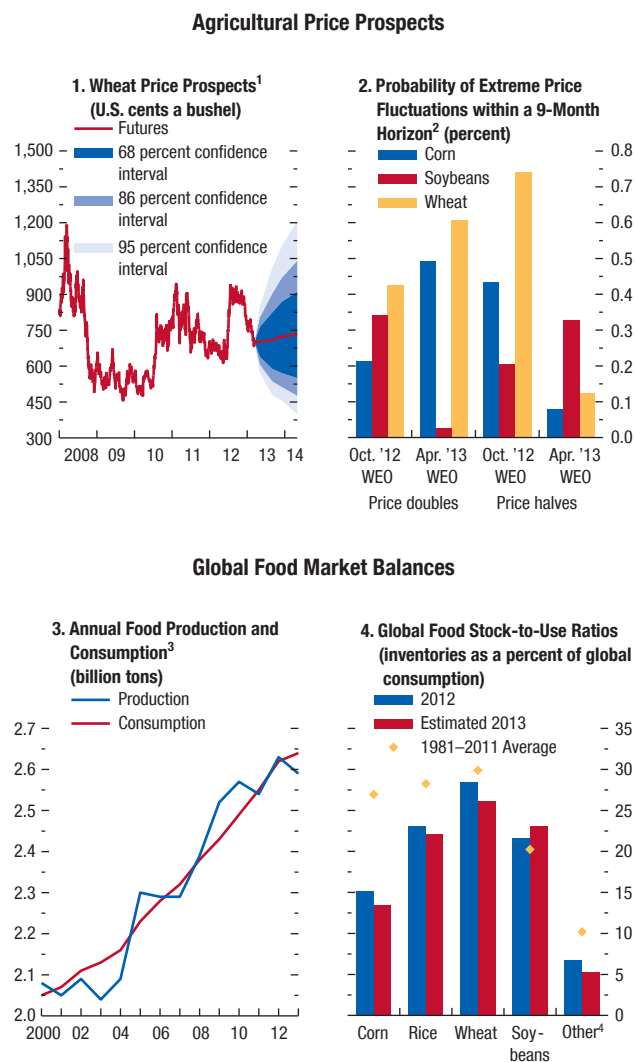 Agricultural Price Prospects
1. Wheat Price Prospects1
(U.S. cents a bushel)
Futures
68 percent confidence
interval
86 percent confidence
interval
95 percent confidence
interval
1,500
1,350
1,200
1,050
900
750
600
450
300
2008 09 10 11 12 13 14
2. Probability of Extreme Price
Fluctuations within a 9-Month
Horizon2 (percent)
Corn
Soybeans
Wheat
0.8
0.7
0.6
0.5
0.4
0.3
0.2
0.1
0.0
Oct. '12 Apr. '13 Oct. '12 Apr. '13
WEO WEO WEO WEO
Price doubles Price halves
Global Food Market Balances
3. Annual Food Production and
Consumption3
(billion tons)
Production
Consumption
2.7
2.6
2.5
2.4
2.3
2.2
2.1
2.0
2000 02 04 06 08 10 12
4. Global Food Stock-to-Use Ratios
(inventories as a percent of global
consumption)
2012
Estimated 2013
1981–2011 Average
35
30
25
20
15
10
5
0
Corn Rice Wheat Soy- Other4
beans